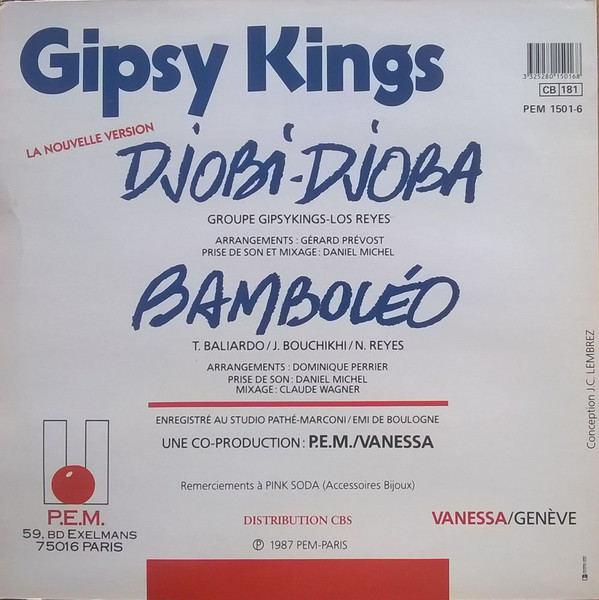 Gipsy Kings
3 325280 150168
CB 181
PEM 1501-6
LA NOUVELLE VERSION
DJOBI-DJOBA
GROUPE GIPSYKINGS-LOS REYES
ARRANGEMENTS : GÉRARD PRÉVOST
PRISE DE SON ET MIXAGE : DANIEL MICHEL
BAMBOLÉO
T. BALIARDO / J. BOUCHIKHI / N. REYES
ARRANGEMENTS : DOMINIQUE PERRIER
PRISE DE SON : DANIEL MICHEL
MIXAGE : CLAUDE WAGNER
Conception J.C. LEMBREZ
ENREGISTRÉ AU STUDIO PATHÉ-MARCONI / EMI DE BOULOGNE
UNE CO-PRODUCTION : P.E.M./VANESSA
Remerciements à PINK SODA (Accessoires Bijoux)
P.E.M.
59, BD EXELMANS
75016 PARIS
DISTRIBUTION CBS
℗ 1987 PEM-PARIS
VANESSA/GENÈVE